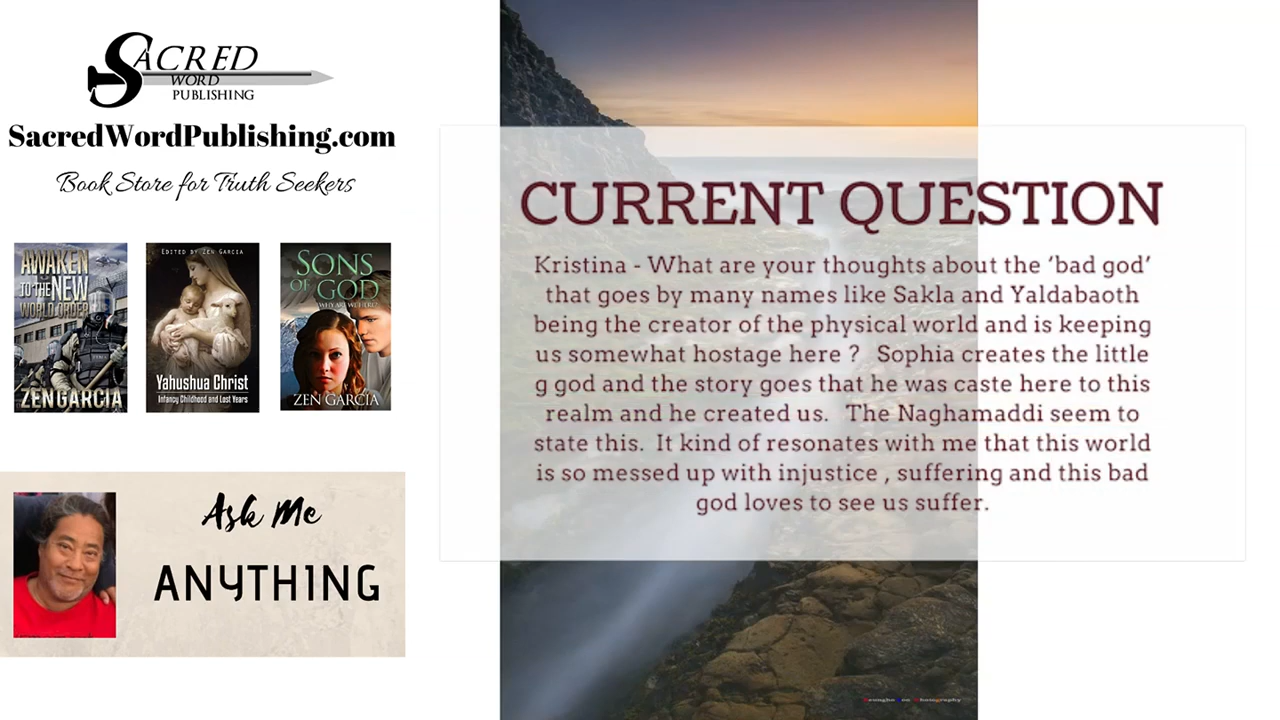 SACRED
WORD
PUBLISHING
SacredWordPublishing.com
Book Store for Truth Seekers
AWAKEN
TO THE NEW
WORLD ORDER
ZEN GARCIA
EDITED BY ZEN GARCIA
Yahushua Christ
Infancy Childhood and Lost Years
SONS
OF GOD
WHY ARE WE HERE?
ZEN GARCIA
Ask Me
ANYTHING
CURRENT QUESTION
Kristina - What are your thoughts about the ‘bad god’
that goes by many names like Sakla and Yaldabaoth
being the creator of the physical world and is keeping
us somewhat hostage here ? Sophia creates the little
g god and the story goes that he was caste here to this
realm and he created us. The Naghamaddi seem to
state this. It kind of resonates with me that this world
is so messed up with injustice , suffering and this bad
god loves to see us suffer.